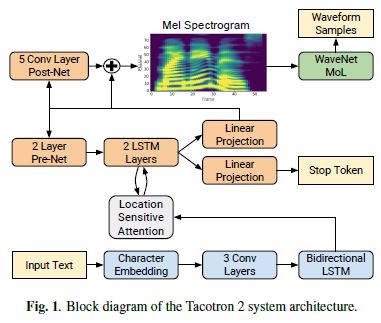 Waveform
Samples
Mel Spectrogram
5 Conv Layer
Post-Net
WaveNet
MoL
Frame
2 Layer
Pre-Net
2 LSTM
Layers
Linear
Projection
Linear
Projection
Stop Token
Location
Sensitive
Attention
Input Text
Character
Embedding
3 Conv
Layers
Bidirectional
LSTM
Fig. 1. Block diagram of the Tacotron 2 system architecture.